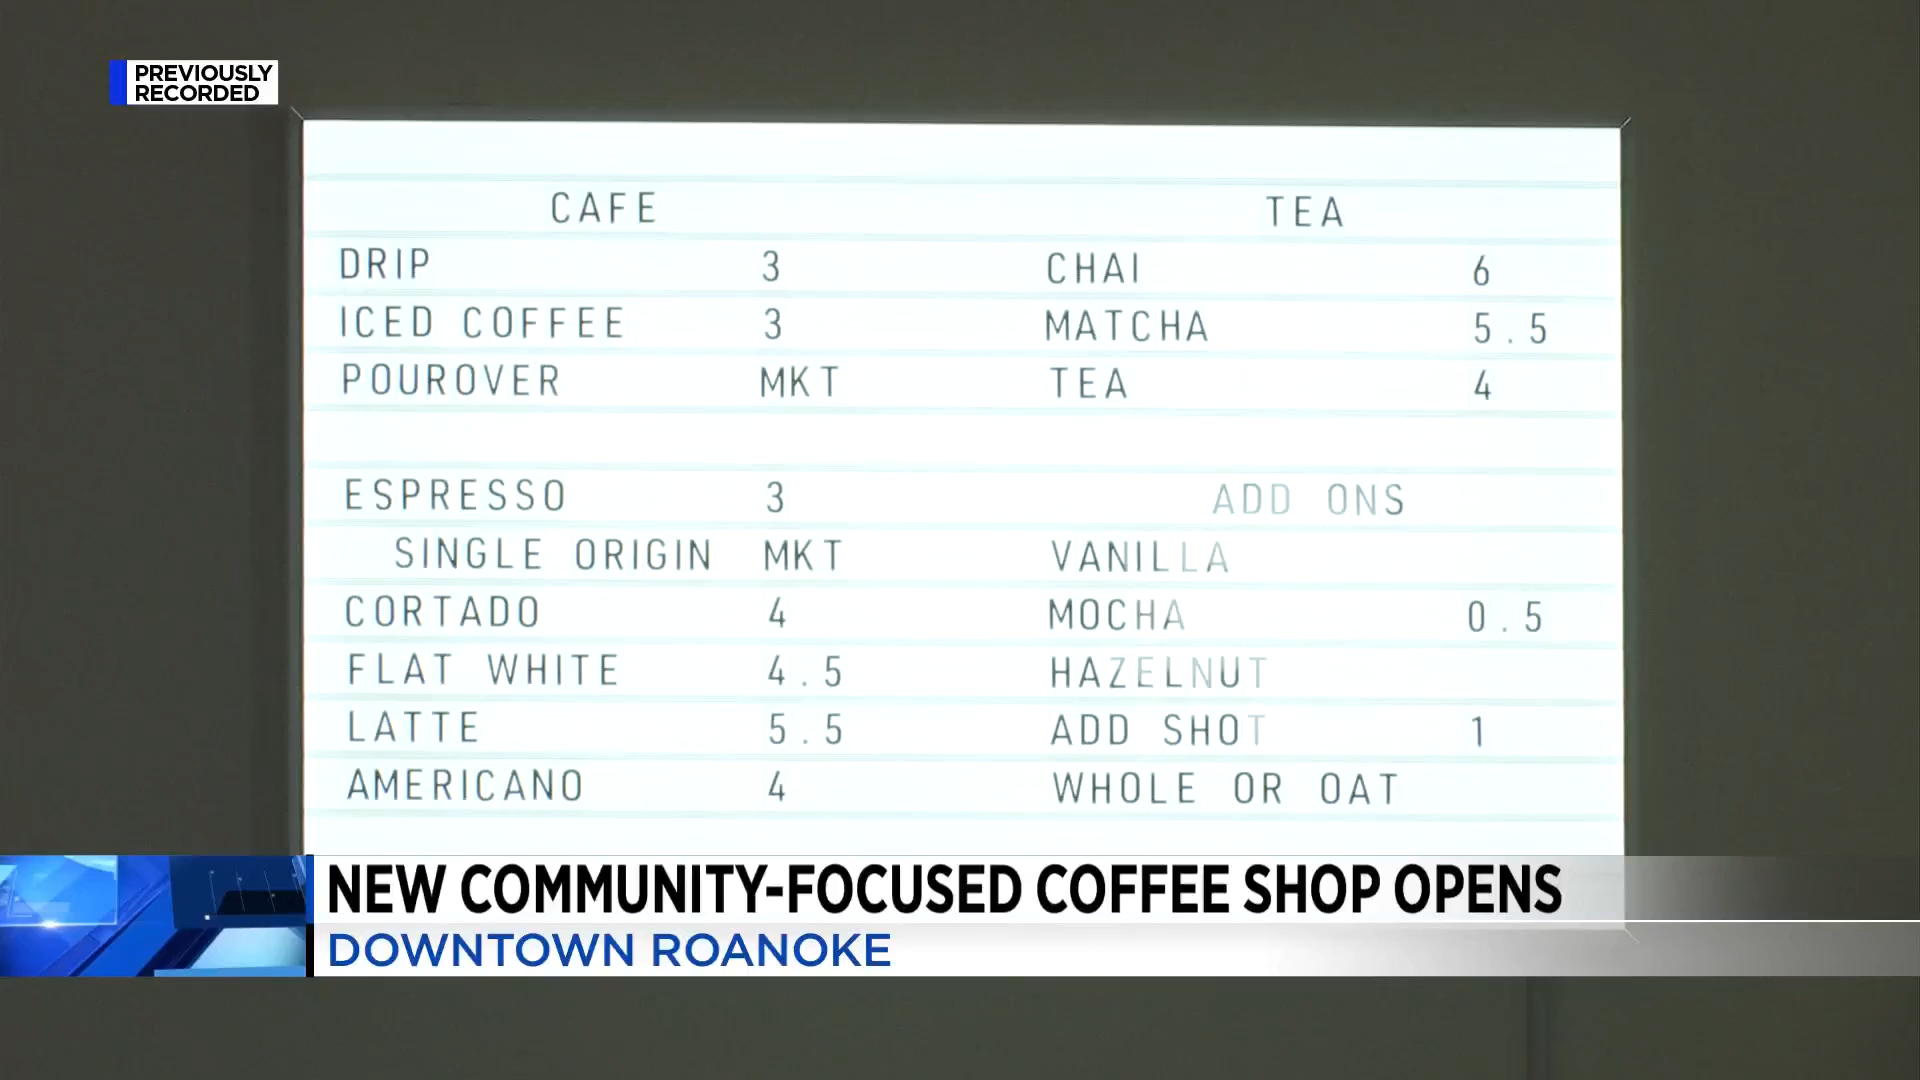 PREVIOUSLY
RECORDED
CAFE
DRIP 3
ICED COFFEE 3
POUROVER MKT
ESPRESSO 3
SINGLE ORIGIN MKT
CORTADO 4
FLAT WHITE 4.5
LATTE 5.5
AMERICANO 4
TEA
CHAI 6
MATCHA 5.5
TEA 4
ADD ONS
VANILLA
MOCHA 0.5
HAZELNUT
ADD SHOT 1
WHOLE OR OAT
NEW COMMUNITY-FOCUSED COFFEE SHOP OPENS
DOWNTOWN ROANOKE